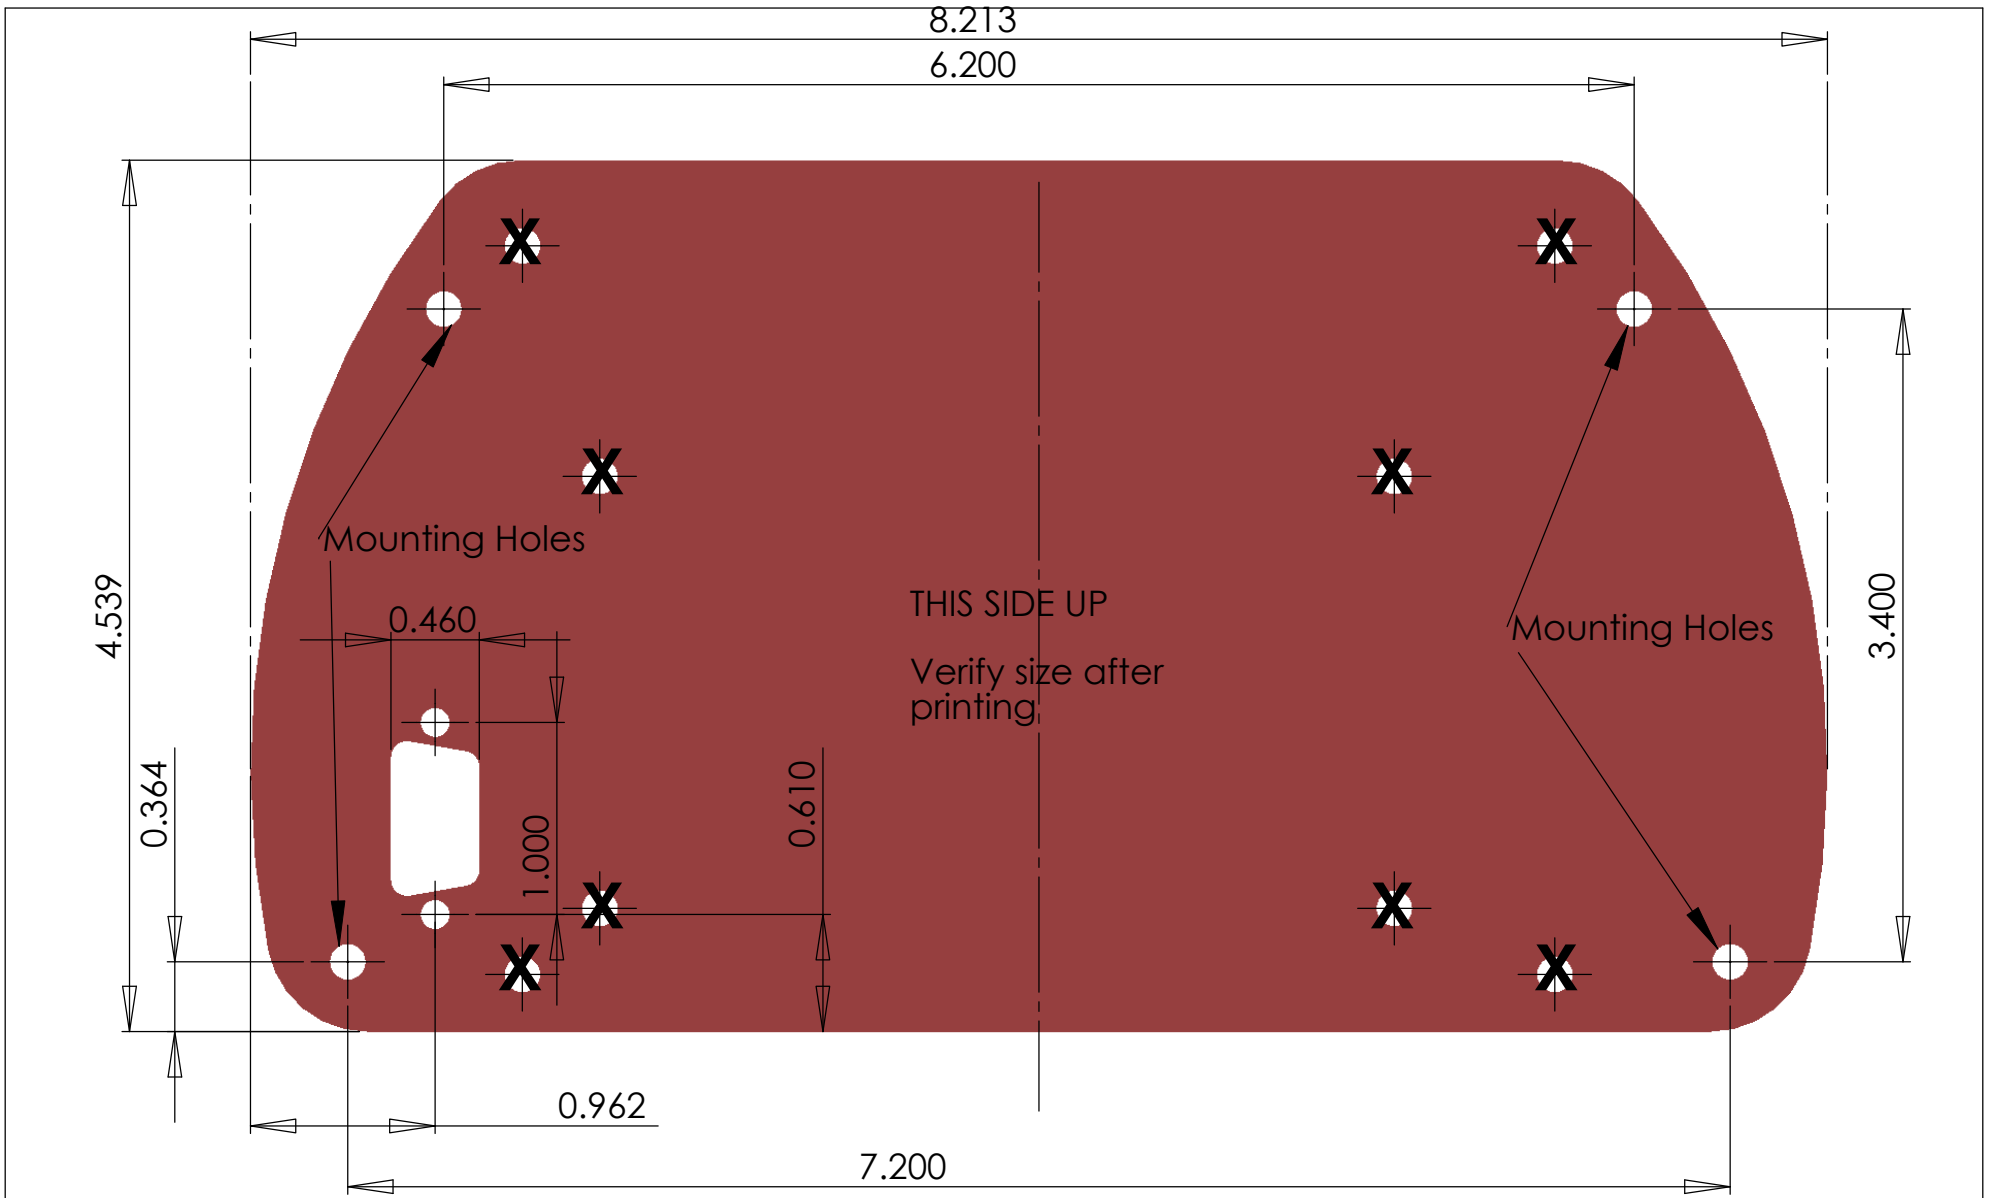 8.213
6.200
X
X
X
X
Mounting Holes
4.539
THIS SIDE UP
3.400
0.460
Mounting Holes
Verify size after
printing
0.364
0.610
1.000
X
X
X
X
0.962
7.200